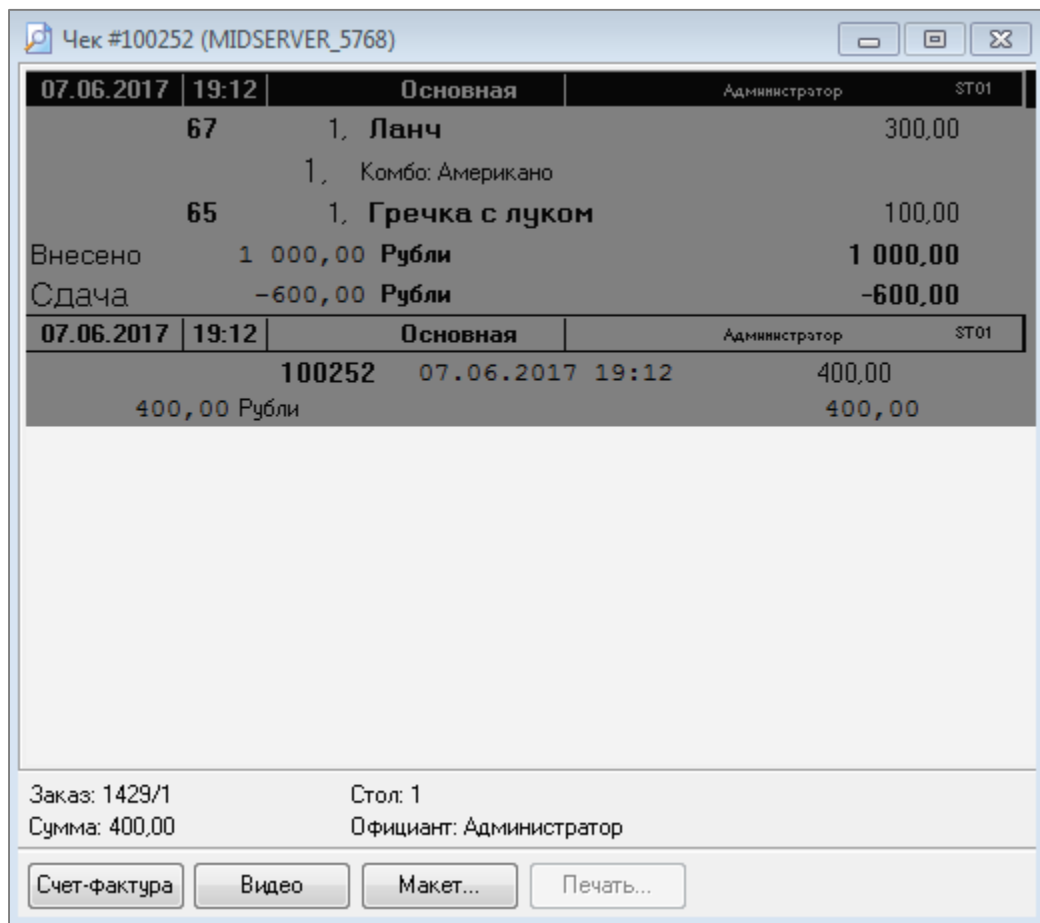 Чек #100252 (MIDSERVER_5768)
07.06.2017 19:12 Основная Администратор ST01
67 1, Ланч 300,00
1, Комбо: Американо
65 1, Гречка с луком 100,00
Внесено 1 000,00 Рубли 1 000,00
Сдача -600,00 Рубли -600,00
07.06.2017 19:12 Основная Администратор ST01
100252 07.06.2017 19:12 400,00
400,00 Рубли 400,00
Заказ: 1429/1 Стол: 1
Сумма: 400,00 Официант: Администратор
Счет-фактура Видео Макет... Печать...